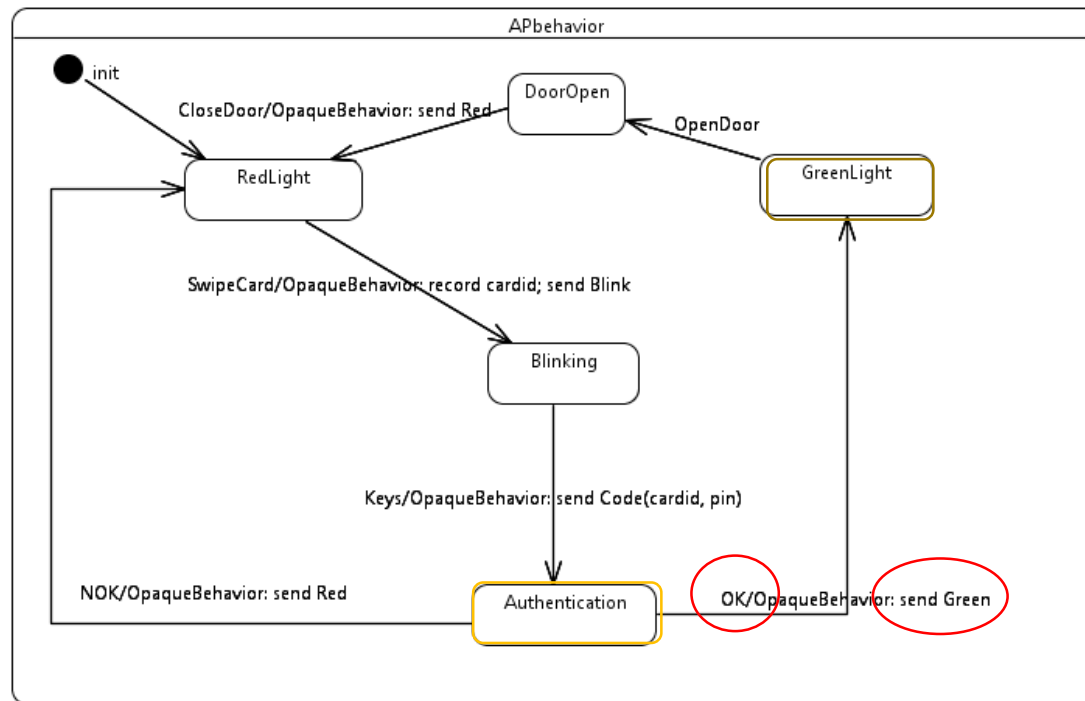 APbehavior
init
DoorOpen
CloseDoor/OpaqueBehavior: send Red
OpenDoor
RedLight
GreenLight
SwipeCard/OpaqueBehavior: record cardid; send Blink
Blinking
Keys/OpaqueBehavior: send Code(cardid, pin)
NOK/OpaqueBehavior: send Red
Authentication
OK/OpaqueBehavior: send Green